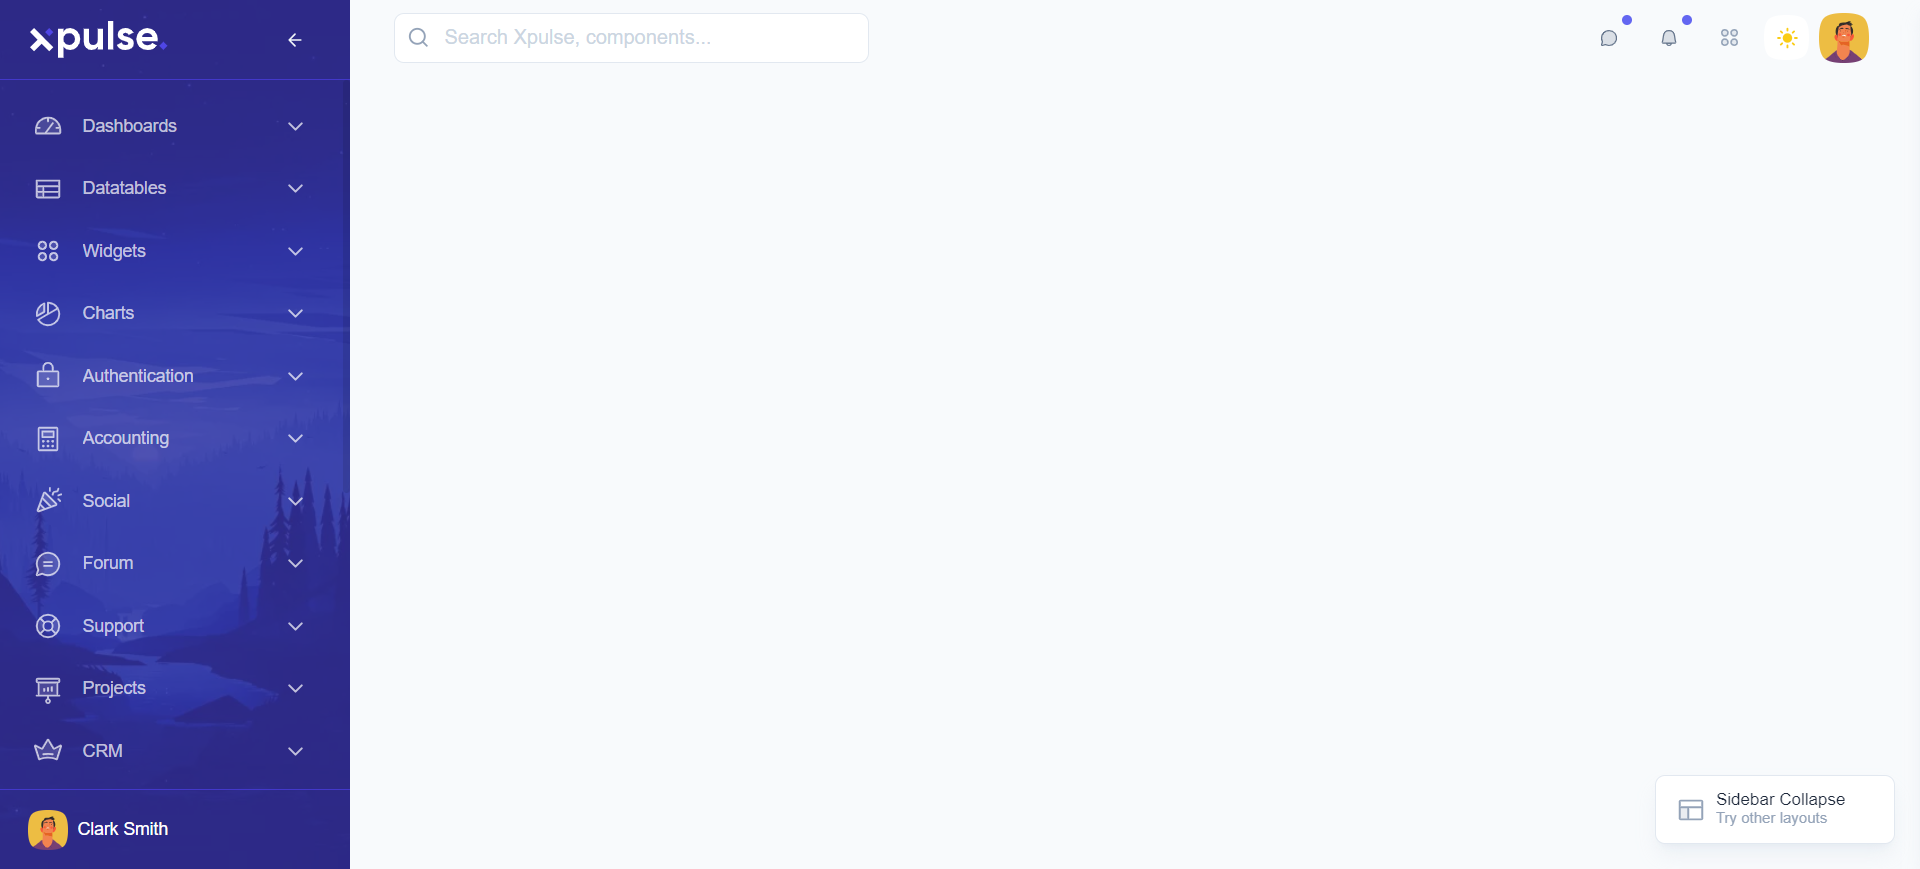 xpulse.
Search Xpulse, components...
Dashboards
Datatables
Widgets
Charts
Authentication
Accounting
Social
Forum
Support
Projects
CRM
Clark Smith
Sidebar Collapse
Try other layouts